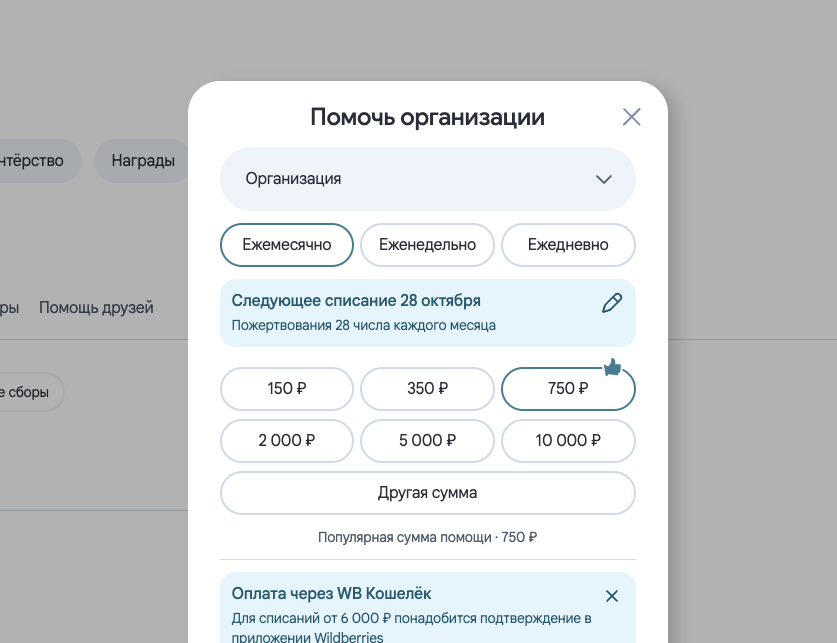 Помочь организации
нтёрство Награды
Организация
Ежемесячно Еженедельно Ежедневно
Следующее списание 28 октября
ры Помощь друзей
Пожертвования 28 числа каждого месяца
150 ₽ 350 ₽ 750 ₽
е сборы
2 000 ₽ 5 000 ₽ 10 000 ₽
Другая сумма
Популярная сумма помощи · 750 ₽
Оплата через WB Кошелёк
Для списаний от 6 000 ₽ понадобится подтверждение в
приложении Wildberries